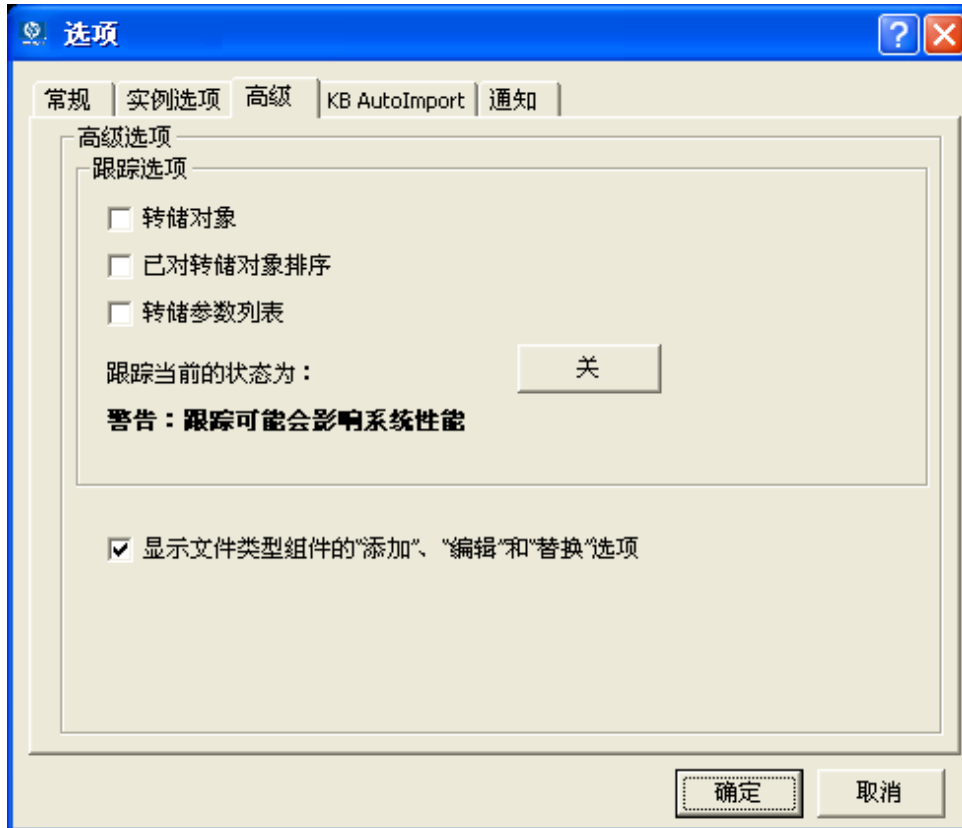 选项
常规 实例选项 高级 KB AutoImport 通知
高级选项
跟踪选项
转储对象
已对转储对象排序
转储参数列表
跟踪当前的状态为： 关
警告：跟踪可能会影响系统性能
显示文件类型组件的“添加”、“编辑”和“替换”选项
确定 取消